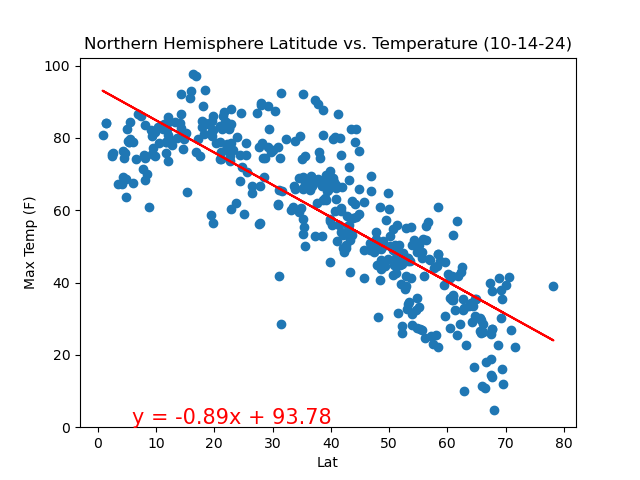 Northern Hemisphere Latitude vs. Temperature (10-14-24)
100
80
60
40
20
0
Max Temp (F)
y = -0.89x + 93.78
0 10 20 30 40 50 60 70 80
Lat